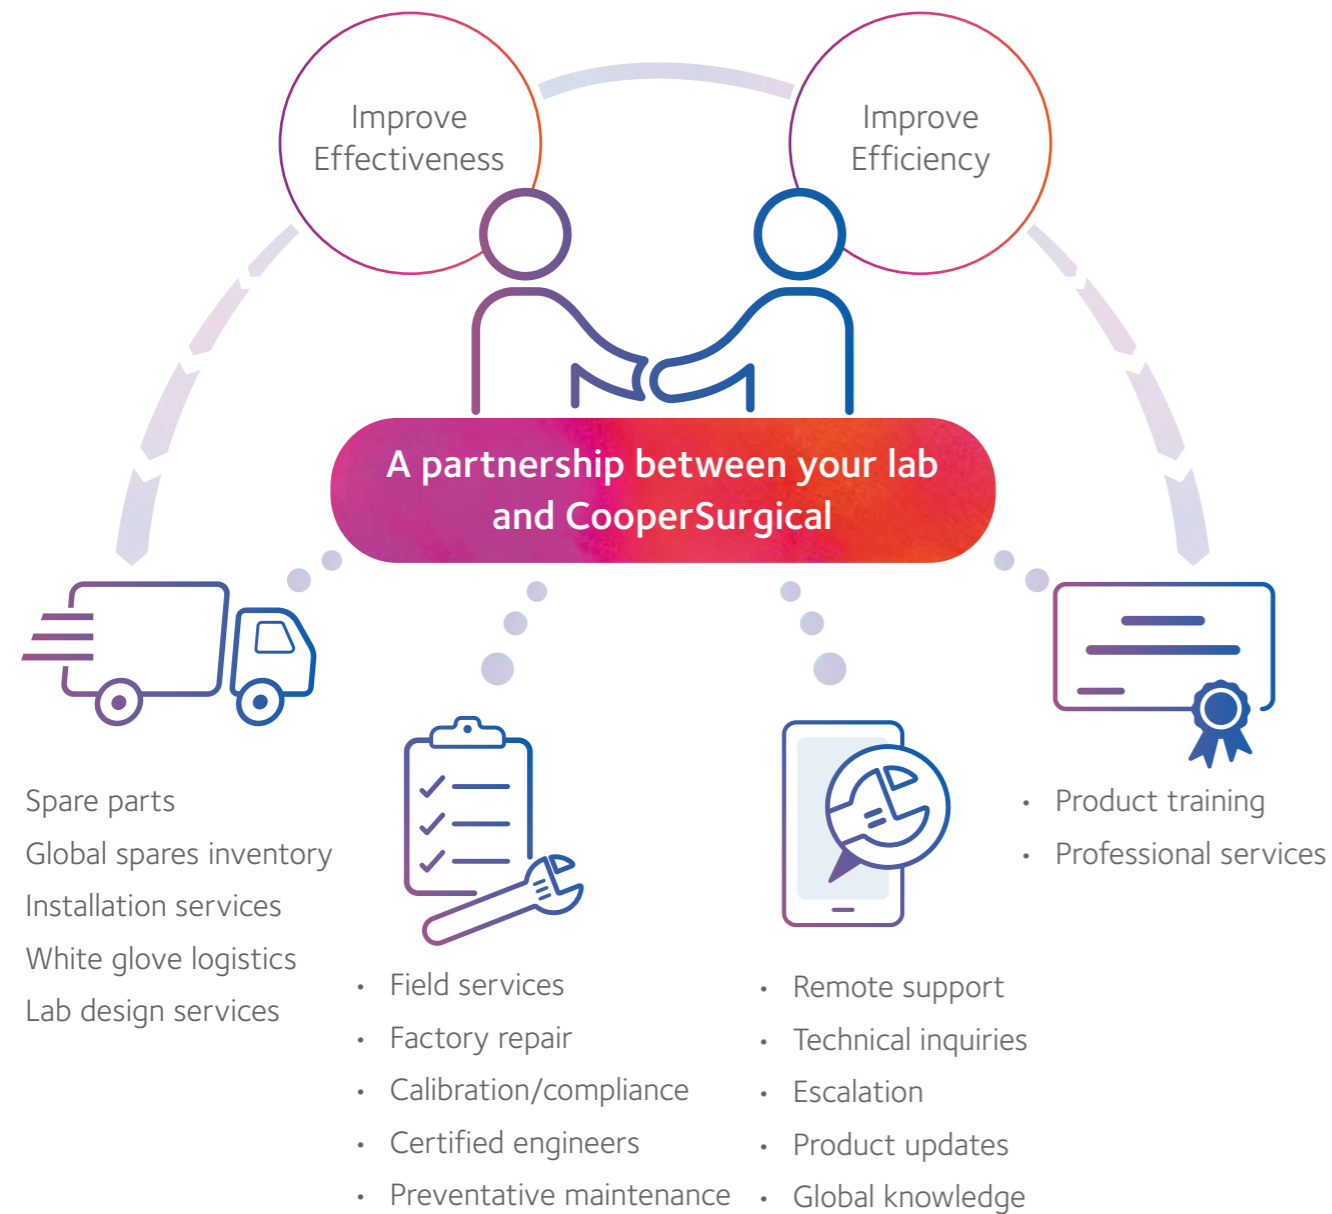 Improve
Effectiveness
Improve
Efficiency
A partnership between your lab
and CooperSurgical
Spare parts
Global spares inventory
Installation services
White glove logistics
Lab design services
• Field services
• Factory repair
• Calibration/compliance
• Certified engineers
• Preventative maintenance
• Remote support
• Technical inquiries
• Escalation
• Product updates
• Global knowledge
• Product training
• Professional services